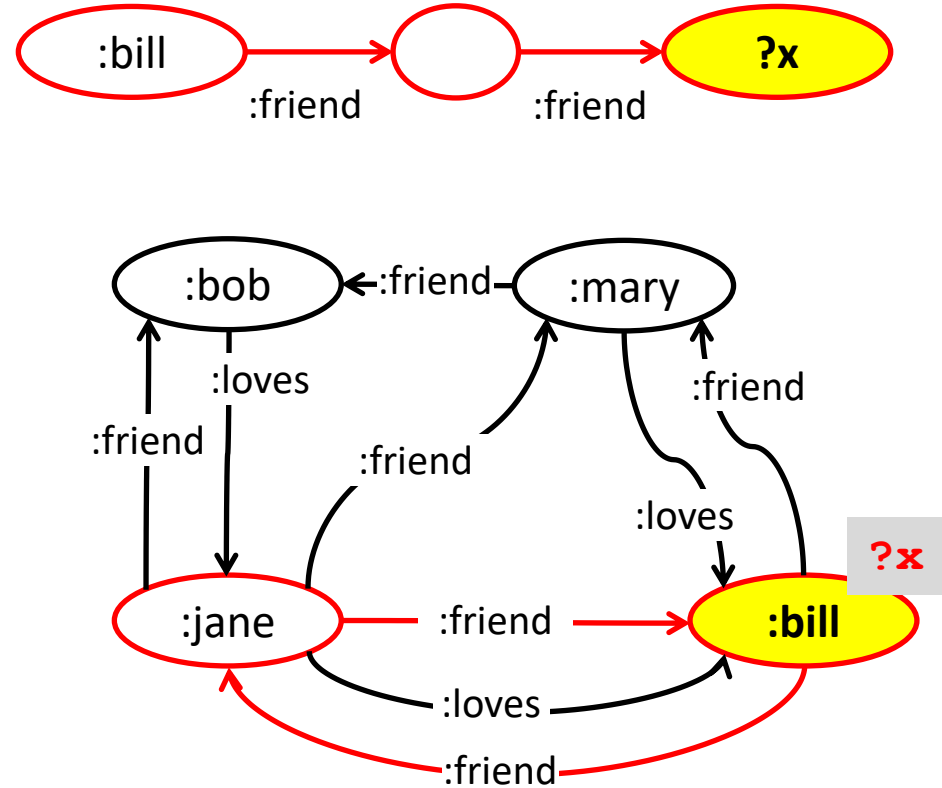 :bill
?x
:friend
:friend
:bob
:friend
:mary
:loves
:friend
:friend
:friend
:loves
?x
:jane
:friend
:bill
:loves
:friend